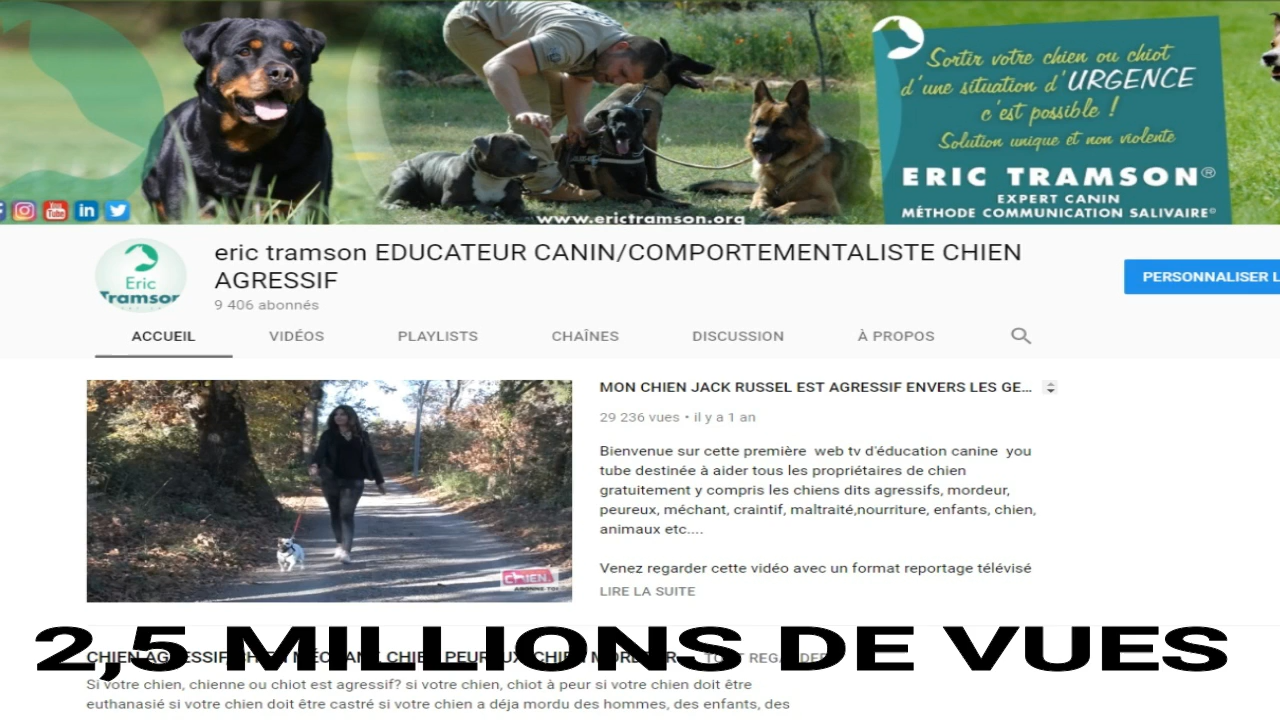 Sortir votre chien ou chiot
d'une situation d'URGENCE
c'est possible !
Solution unique et non violente
ERIC TRAMSON®
EXPERT CANIN
MÉTHODE COMMUNICATION SALIVAIRE©
You
Tube
in
www.erictramson.org
Eric
Tramson
eric tramson EDUCATEUR CANIN/COMPORTEMENTALISTE CHIEN
AGRESSIF
9 406 abonnés
PERSONNALISER L
ACCUEIL VIDÉOS PLAYLISTS CHAÎNES DISCUSSION À PROPOS
MON CHIEN JACK RUSSEL EST AGRESSIF ENVERS LES GE...
29 236 vues • il y a 1 an
Bienvenue sur cette première web tv d'éducation canine you
tube destinée à aider tous les propriétaires de chien
gratuitement y compris les chiens dits agressifs, mordeur,
peureux, méchant, craintif, maltraité,nourriture, enfants, chien,
animaux etc....
Venez regarder cette vidéo avec un format reportage télévisé
LIRE LA SUITE
CHIEN
ABONNE-TOI
2,5 MILLIONS DE VUES
Si votre chien, chienne ou chiot est agressif? si votre chien, chiot à peur si votre chien doit être
euthanasié si votre chien doit être castré si votre chien a déja mordu des hommes, des enfants, des